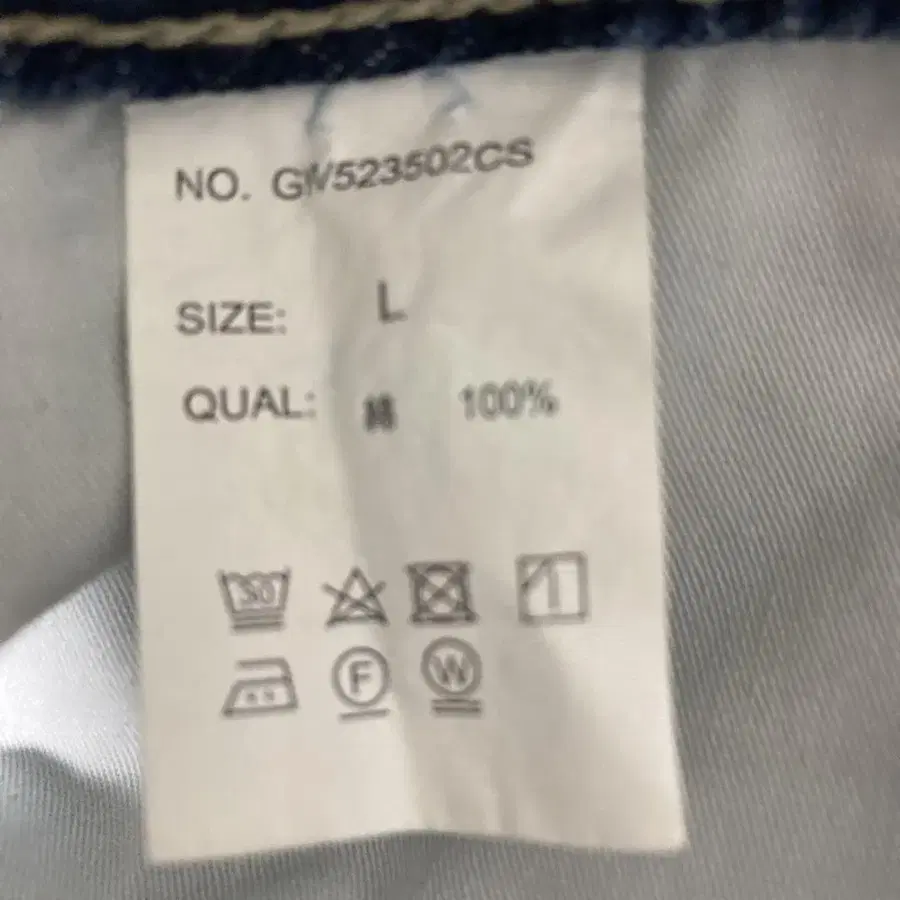 NO. GW523502CS
SIZE: L
QUAL: 綿 100%
30
F W